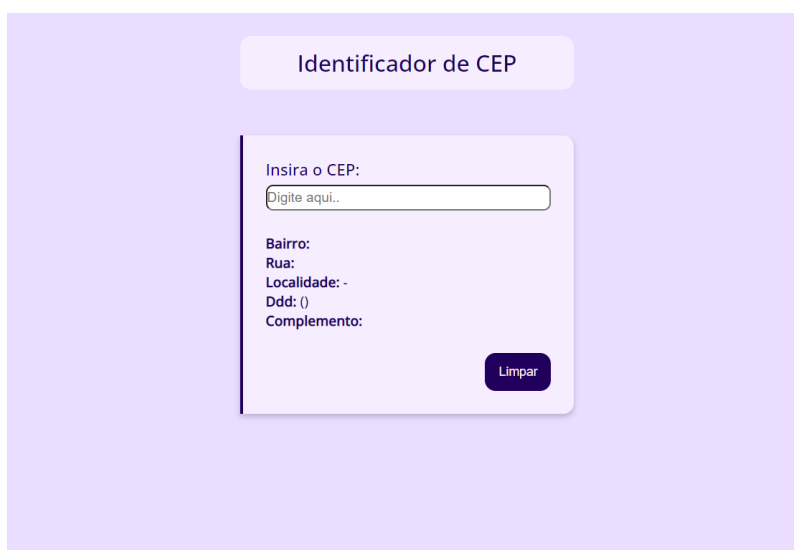 Identificador de CEP
Insira o CEP:
Digite aqui..
Bairro:
Rua:
Localidade: -
Ddd: ()
Complemento:
Limpar